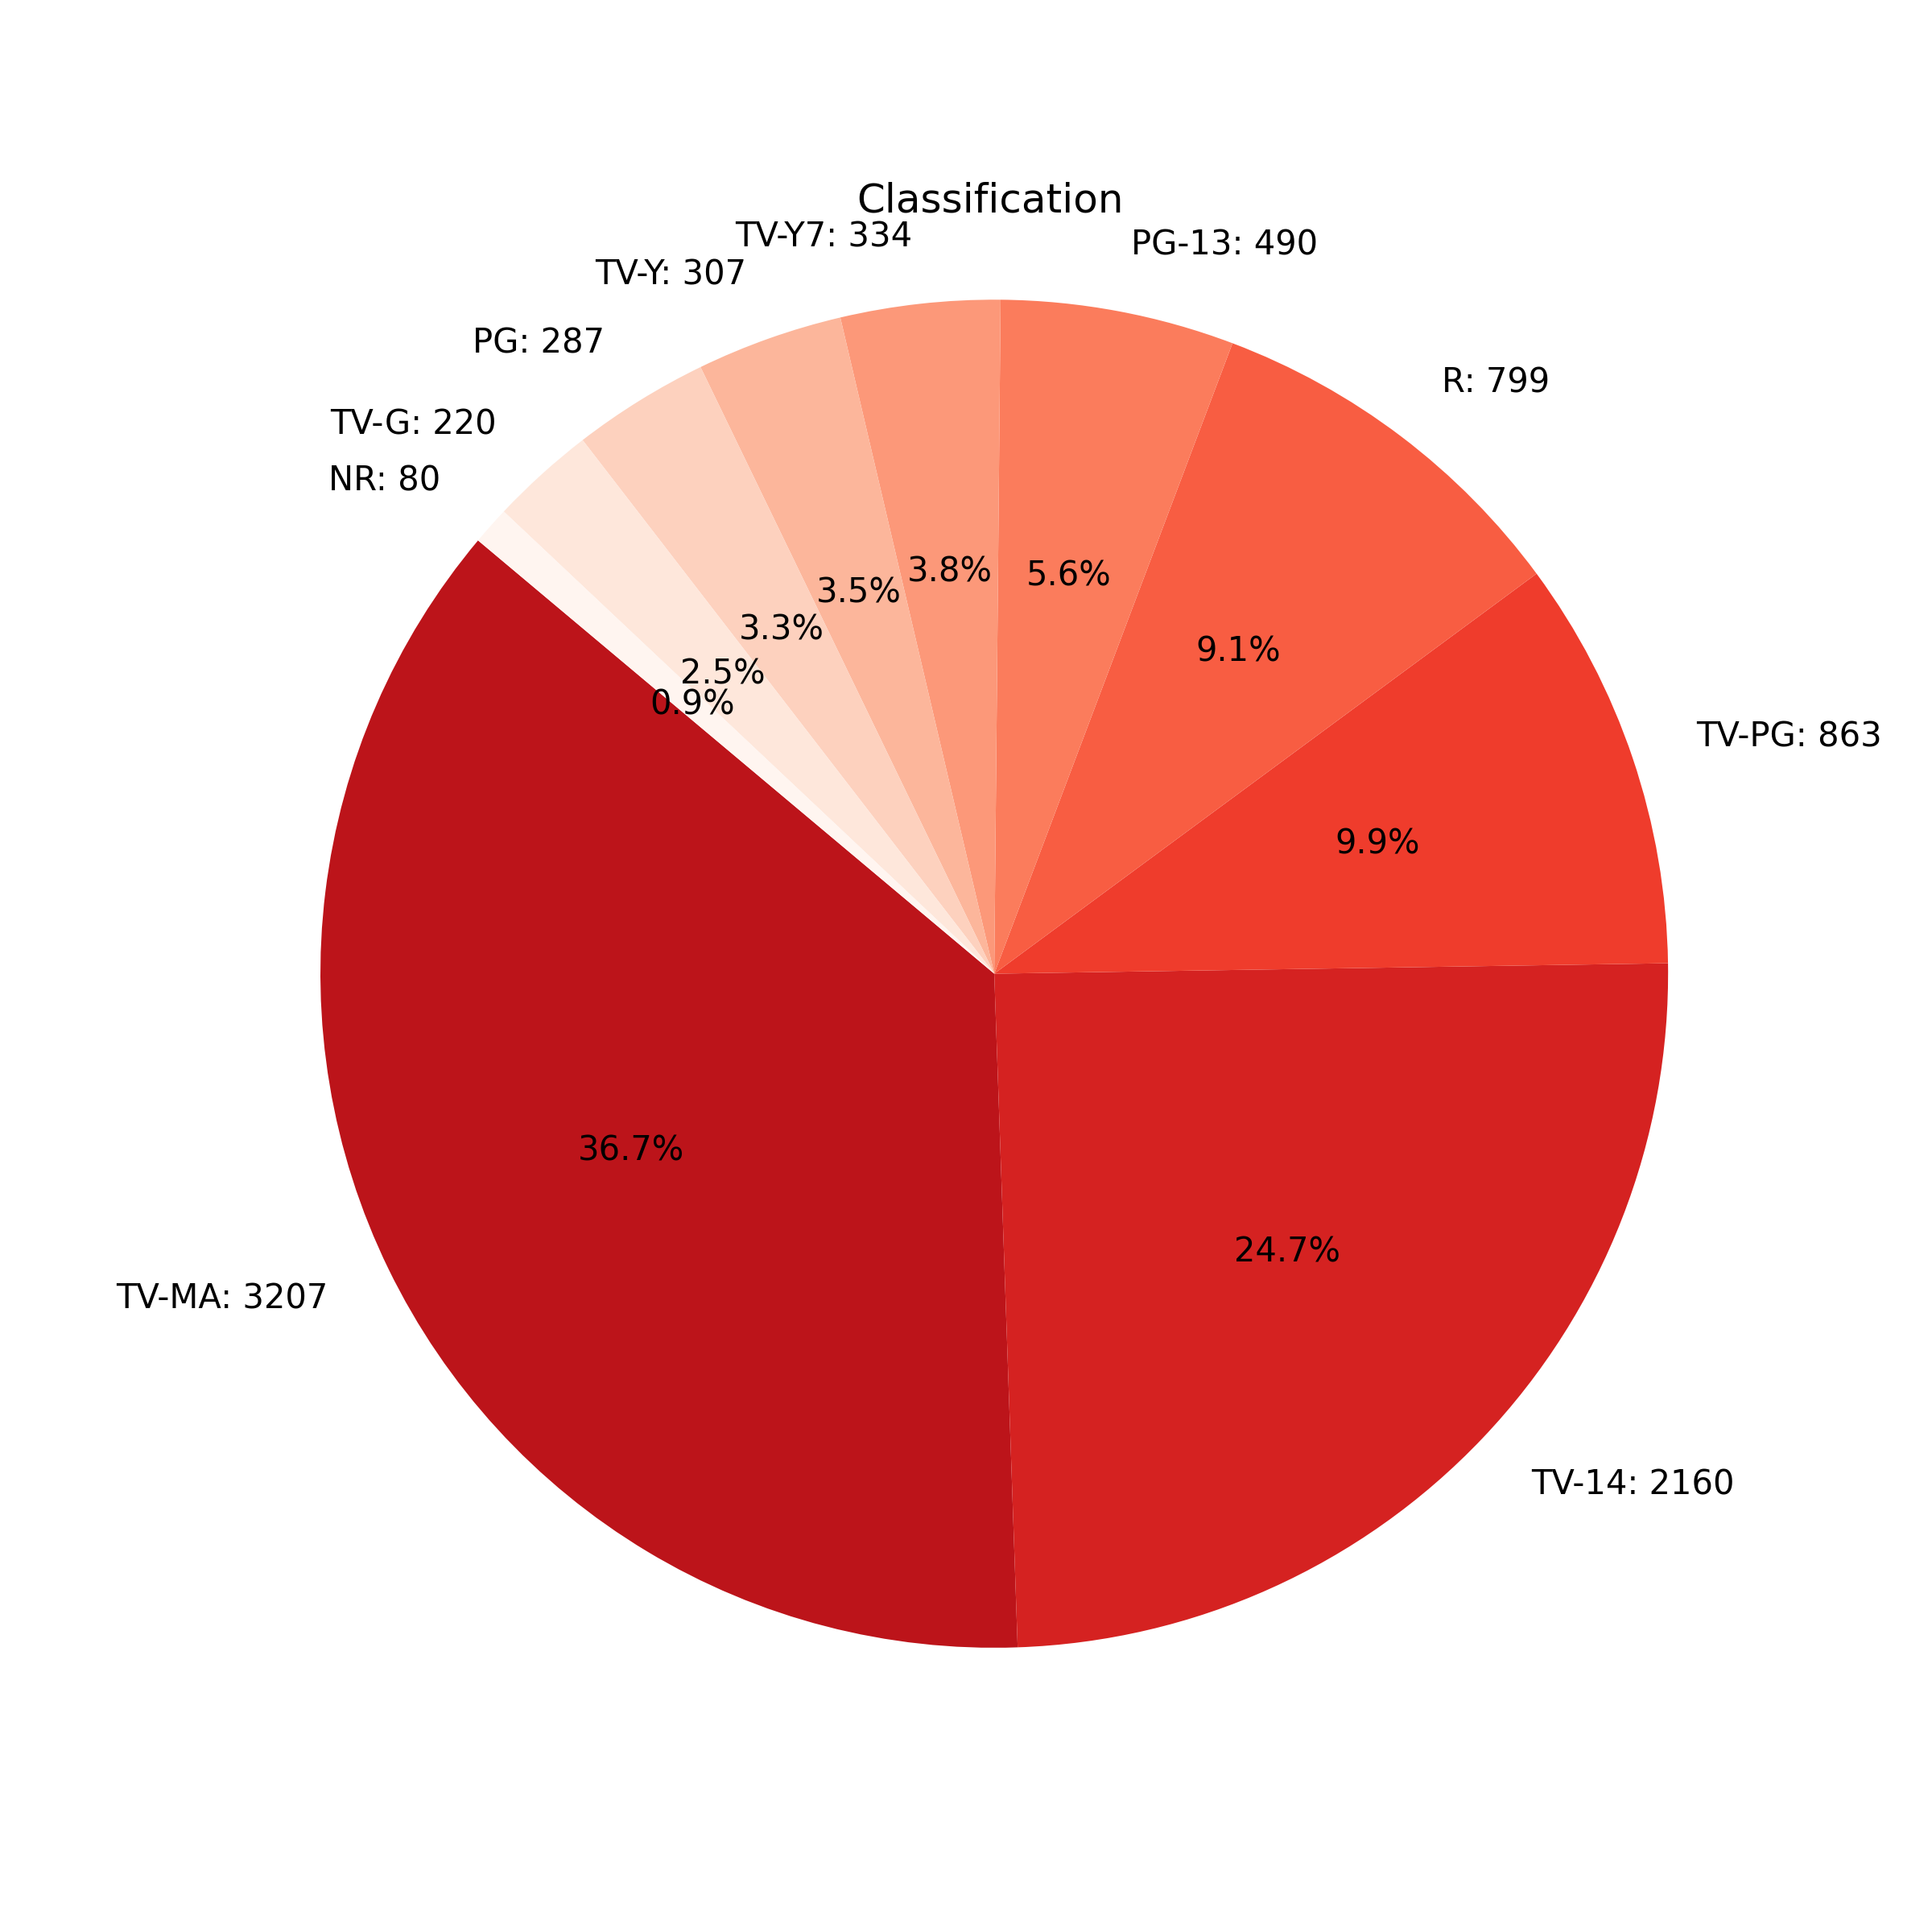 Classification
TV-Y7: 334
PG-13: 490
TV-Y: 307
PG: 287
R: 799
TV-G: 220
NR: 80
3.8%
5.6%
3.5%
3.3%
9.1%
2.5%
0.9%
TV-PG: 863
9.9%
36.7%
24.7%
TV-MA: 3207
TV-14: 2160